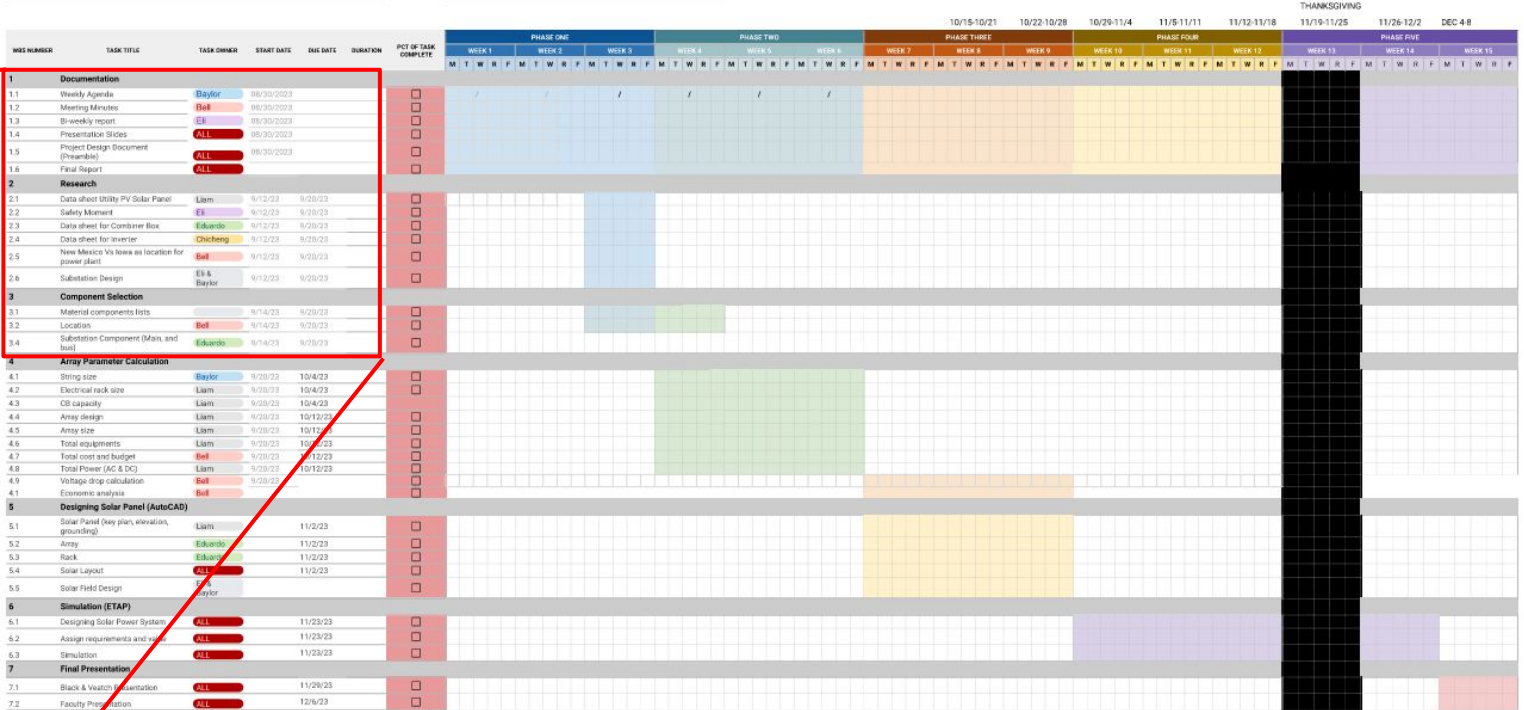 THANKSGIVING
10/15-10/21 10/22-10/28 10/29-11/4 11/5-11/11 11/12-11/18 11/19-11/25 11/26-12/2 DEC 4-8
PHASE ONE PHASE TWO PHASE THREE PHASE FOUR PHASE FIVE
WBS NUMBER TASK TITLE TASK OWNER START DATE DUE DATE DURATION PCT OF TASK COMPLETE
WEEK 1 WEEK 2 WEEK 3 WEEK 4 WEEK 5 WEEK 6 WEEK 7 WEEK 8 WEEK 9 WEEK 10 WEEK 11 WEEK 12 WEEK 13 WEEK 14 WEEK 15
M T W R F M T W R F M T W R F M T W R F M T W R F M T W R F M T W R F M T W R F M T W R F M T W R F M T W R F M T W R F M T W R F M T W R F M T W R F
1 Documentation
1.1 Weekly Agenda Baylor 08/30/2023 / / / / / /
1.2 Meeting Minutes Bell 08/30/2023
1.3 Bi-weekly report Eli 08/30/2023
1.4 Presentation Slides ALL 08/30/2023
1.5 Project Design Document (Preamble) ALL 08/30/2023
1.6 Final Report ALL
2 Research
2.1 Data sheet Utility PV Solar Panel Liam 9/12/23 9/20/23
2.2 Safety Moment Eli 9/12/23 9/20/23
2.3 Data sheet for Combiner Box Eduardo 9/12/23 9/20/23
2.4 Data sheet for Inverter Chicheng 9/12/23 9/20/23
2.5 New Mexico Vs Iowa as location for power plant Bell 9/12/23 9/20/23
2.6 Substation Design Eli & Baylor 9/12/23 9/20/23
3 Component Selection
3.1 Material components lists 9/14/23 9/20/23
3.2 Location Bell 9/14/23 9/20/23
3.4 Substation Component (Main, and bus) Eduardo 9/14/23 9/20/23
4 Array Parameter Calculation
4.1 String size Baylor 9/20/23 10/4/23
4.2 Electrical rack size Liam 9/20/23 10/4/23
4.3 CB capacity Liam 9/20/23 10/4/23
4.4 Array design Liam 9/20/23 10/12/23
4.5 Array size Liam 9/20/23 10/12/23
4.6 Total equipments Liam 9/20/23 10/12/23
4.7 Total cost and budget Bell 9/20/23 10/12/23
4.8 Total Power (AC & DC) Liam 9/20/23 10/12/23
4.9 Voltage drop calculation Bell 9/20/23
4.1 Economic analysis Bell
5 Designing Solar Panel (AutoCAD)
5.1 Solar Panel (key plan, elevation, grounding) Liam 11/2/23
5.2 Array Eduardo 11/2/23
5.3 Rack Eduardo 11/2/23
5.4 Solar Layout ALL 11/2/23
5.5 Solar Field Design Eli & Baylor
6 Simulation (ETAP)
6.1 Designing Solar Power System ALL 11/23/23
6.2 Assign requirements and value ALL 11/23/23
6.3 Simulation ALL 11/23/23
7 Final Presentation
7.1 Black & Veatch Presentation ALL 11/29/23
7.2 Faculty Presentation ALL 12/6/23